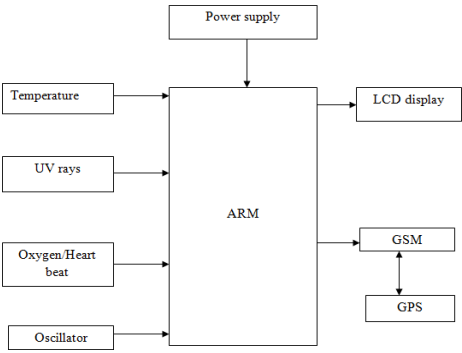 Power supply
Temperature
LCD display
UV rays
ARM
GSM
Oxygen/Heart
beat
GPS
Oscillator